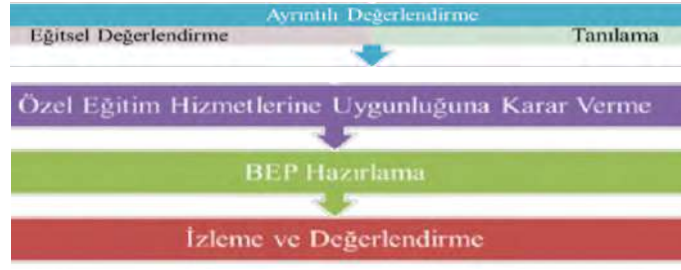 Ayrıntılı Değerlendirme
Eğitsel Değerlendirme Tanılama
Özel Eğitim Hizmetlerine Uygunluğuna Karar Verme
BEP Hazırlama
İzleme ve Değerlendirme